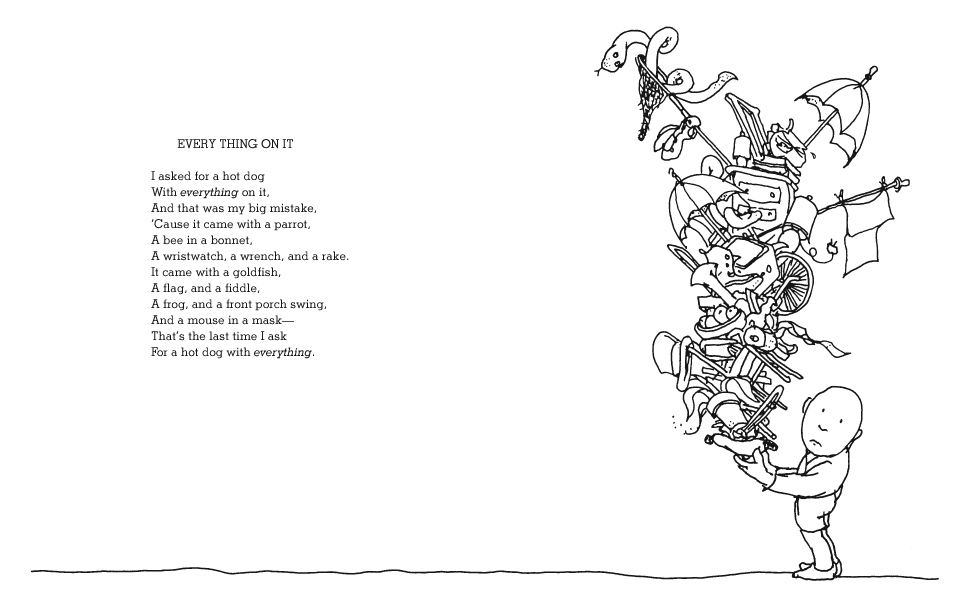 EVERY THING ON IT
I asked for a hot dog
With everything on it,
And that was my big mistake,
’Cause it came with a parrot,
A bee in a bonnet,
A wristwatch, a wrench, and a rake.
It came with a goldfish,
A flag, and a fiddle,
A frog, and a front porch swing,
And a mouse in a mask—
That’s the last time I ask
For a hot dog with everything.